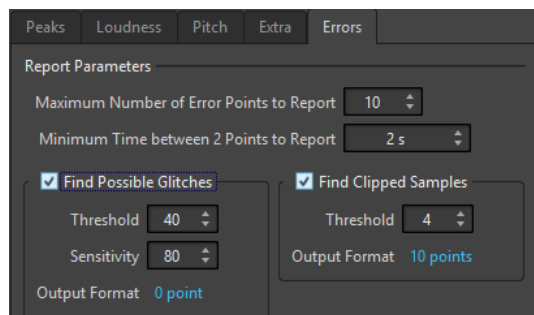 Peaks Loudness Pitch Extra Errors
Report Parameters
Maximum Number of Error Points to Report 10
Minimum Time between 2 Points to Report 2 s
Find Possible Glitches
Threshold 40
Sensitivity 80
Output Format 0 point
Find Clipped Samples
Threshold 4
Output Format 10 points